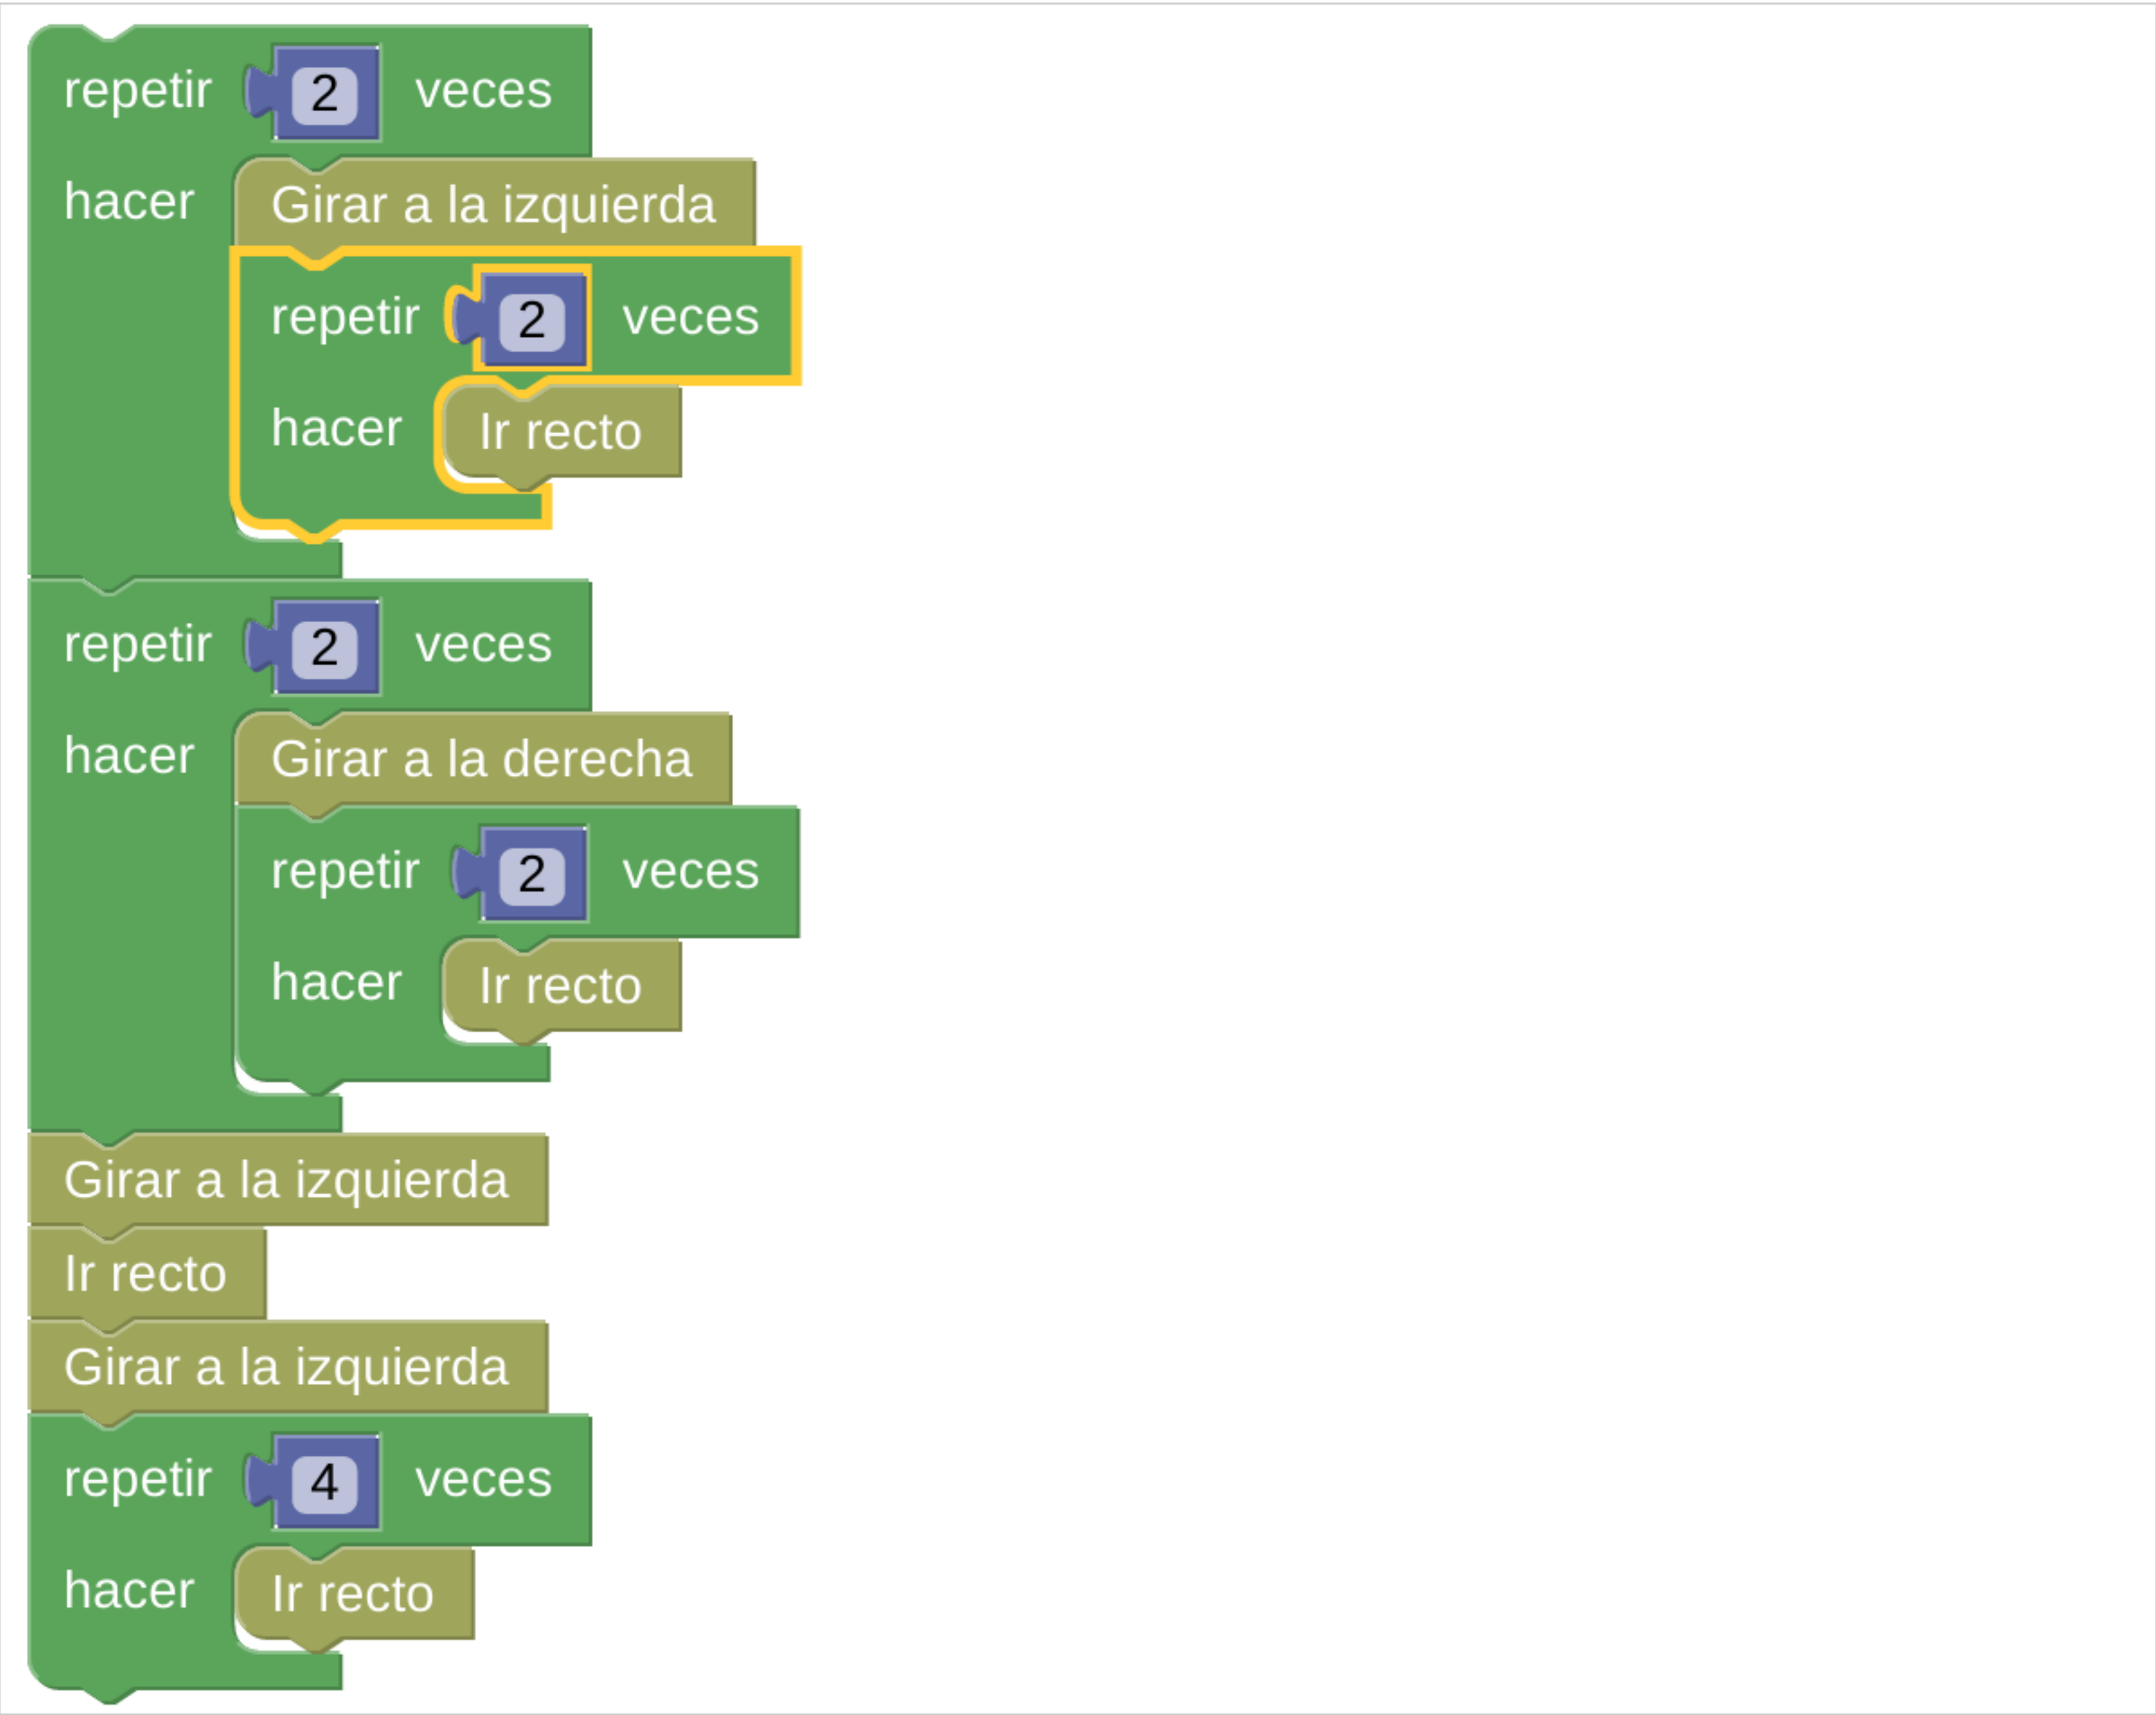 repetir 2 veces
hacer Girar a la izquierda
repetir 2 veces
hacer Ir recto
repetir 2 veces
hacer Girar a la derecha
repetir 2 veces
hacer Ir recto
Girar a la izquierda
Ir recto
Girar a la izquierda
repetir 4 veces
hacer Ir recto